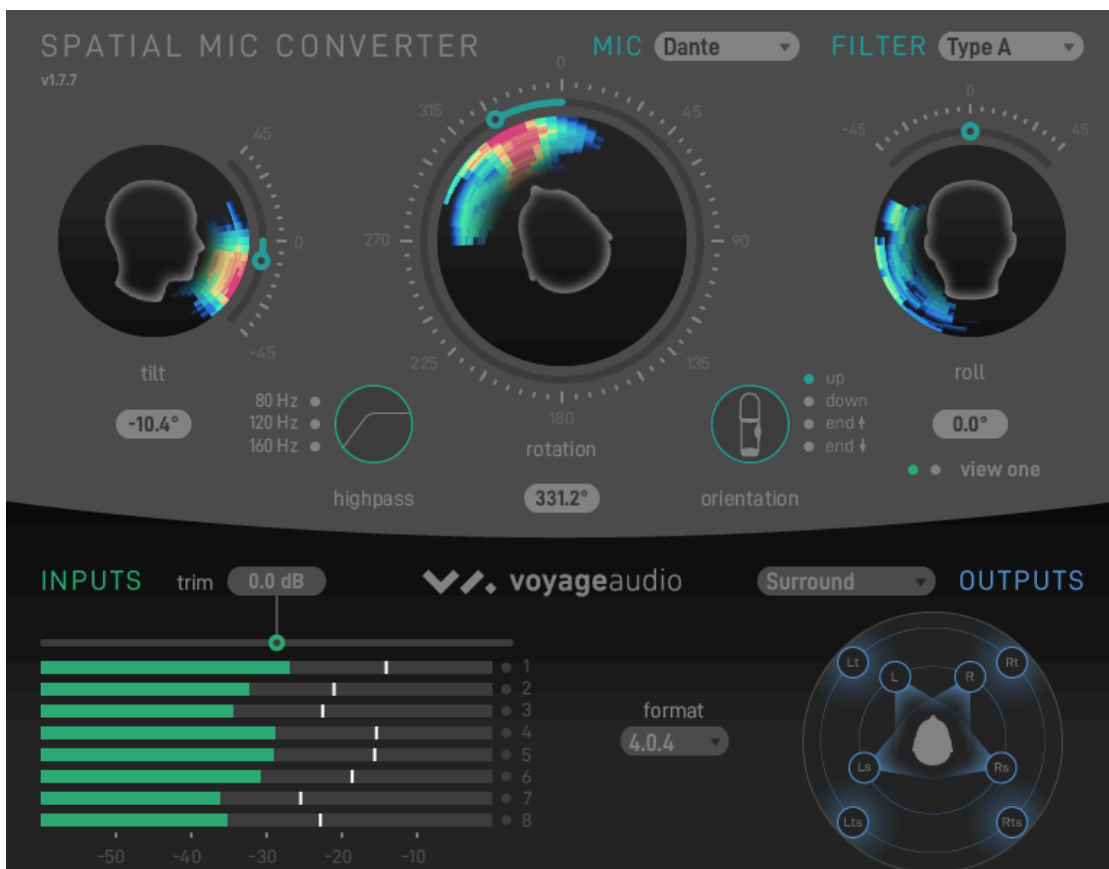 SPATIAL MIC CONVERTER
MIC Dante
FILTER Type A
v1.7.7
0
315
45
270
90
225
135
180
45
0
-45
0
-45
45
tilt
-10.4°
80 Hz
120 Hz
160 Hz
highpass
rotation
331.2°
up
down
end
end
orientation
roll
0.0°
view one
INPUTS
trim 0.0 dB
voyageaudio
Surround
OUTPUTS
1
2
3
4
5
6
7
8
-50 -40 -30 -20 -10
format
4.0.4
Lt
Rt
L
R
Ls
Rs
Lts
Rts